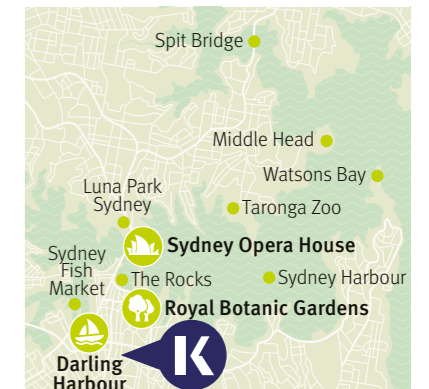 Spit Bridge
Middle Head
Watsons Bay
Luna Park
Sydney
Taronga Zoo
Sydney Opera House
Sydney
Fish
Market
The Rocks
Sydney Harbour
Royal Botanic Gardens
K
Darling
Harbour